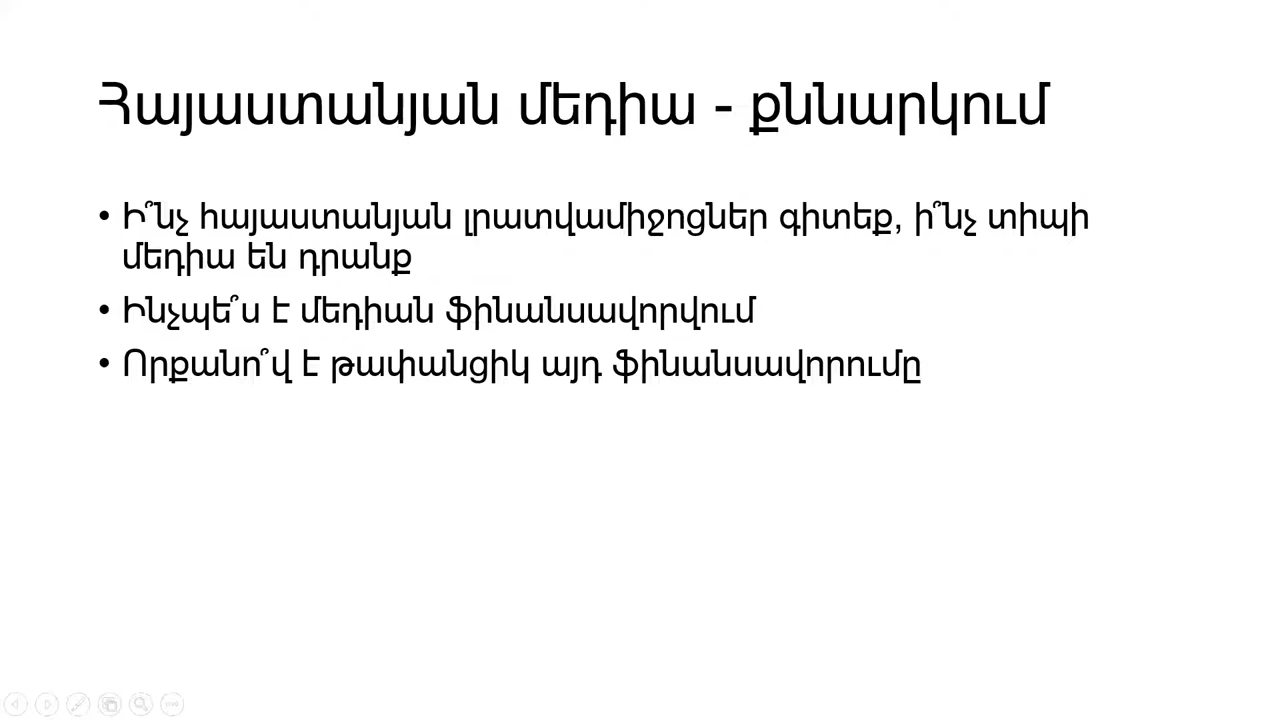 Հայաստանյան մեդիա - քննարկում
• Ի՞նչ հայաստանյան լրատվամիջոցներ գիտեք, ի՞նչ տիպի
մեդիա են դրանք
• Ինչպե՞ս է մեդիան ֆինանսավորվում
• Որքանո՞վ է թափանցիկ այդ ֆինանսավորումը